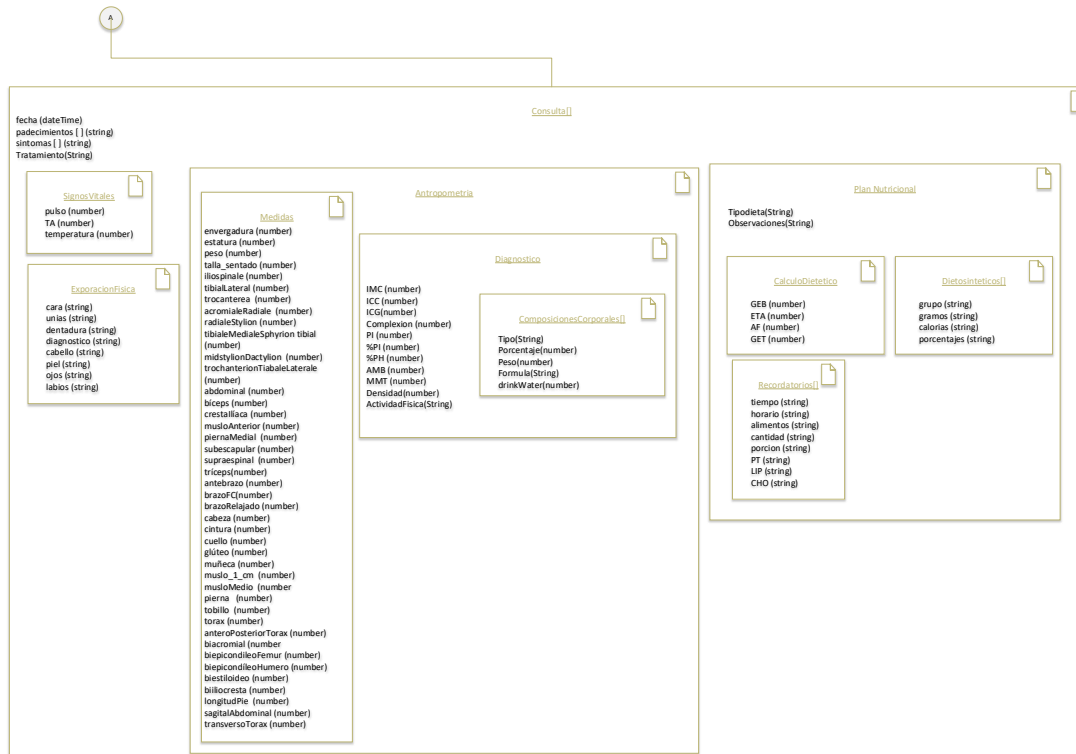 A
Consulta[]
fecha (dateTime)
padecimientos [ ] (string)
sintomas [ ] (string)
Tratamiento(String)
SignosVitales
pulso (number)
TA (number)
temperatura (number)
ExporacionFisica
cara (string)
unias (string)
dentadura (string)
diagnostico (string)
cabello (string)
piel (string)
ojos (string)
labios (string)
Antropometria
Medidas
envergadura (number)
estatura (number)
peso (number)
talla_sentado (number)
iliospinale (number)
tibialLateral (number)
trocanterea (number)
acromialeRadiale (number)
radialeStylion (number)
tibialeMedialeSphyrion tibial
(number)
midstylionDactylion (number)
trochanterionTiabaleLaterale
(number)
abdominal (number)
bíceps (number)
crestaIlíaca (number)
musloAnterior (number)
piernaMedial (number)
subescapular (number)
supraespinal (number)
tríceps(number)
antebrazo (number)
brazoFC(number)
brazoRelajado (number)
cabeza (number)
cintura (number)
cuello (number)
glúteo (number)
muñeca (number)
muslo_1_cm (number)
musloMedio (number
pierna (number)
tobillo (number)
torax (number)
anteroPosteriorTorax (number)
biacromial (number
biepicondileoFemur (number)
biepicondíleoHumero (number)
biestiloideo (number)
biiliocresta (number)
longitudPie (number)
sagitalAbdominal (number)
transversoTorax (number)
Diagnostico
IMC (number)
ICC (number)
ICG(number)
Complexion (number)
PI (number)
%PI (number)
%PH (number)
AMB (number)
MMT (number)
Densidad(number)
ActividadFisica(String)
ComposicionesCorporales[]
Tipo(String)
Porcentaje(number)
Peso(number)
Formula(String)
drinkWater(number)
Plan Nutricional
Tipodieta(String)
Observaciones(String)
CalculoDietetico
GEB (number)
ETA (number)
AF (number)
GET (number)
Dietosinteticos[]
grupo (string)
gramos (string)
calorias (string)
porcentajes (string)
Recordatorios[]
tiempo (string)
horario (string)
alimentos (string)
cantidad (string)
porcion (string)
PT (string)
LIP (string)
CHO (string)